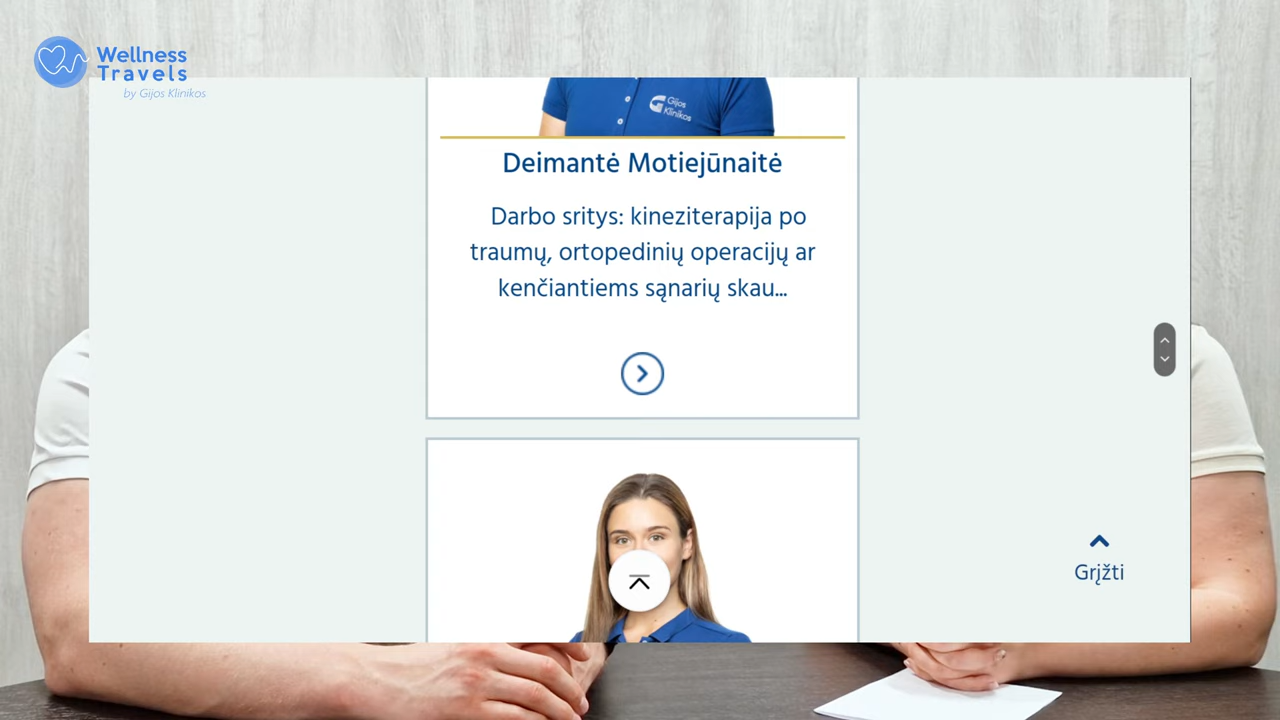 Wellness
Travels
by Gijos Klinikos
Gijos
Klinikos
Deimantė Motiejūnaitė
Darbo sritys: kineziterapija po
traumų, ortopedinių operacijų ar
kenčiantiems sąnarių skau...
Grįžti